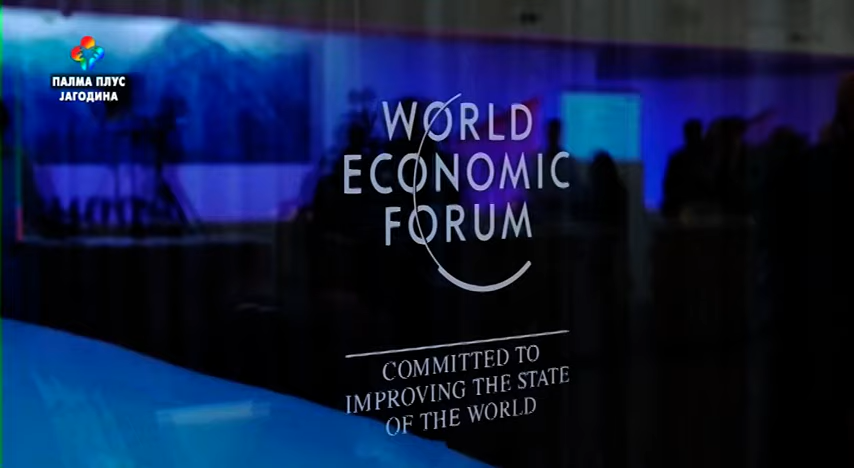 ПАЛМА ПЛУС
ЈАГОДИНА
WORLD
ECONOMIC
FORUM
COMMITTED TO
IMPROVING THE STATE
OF THE WORLD